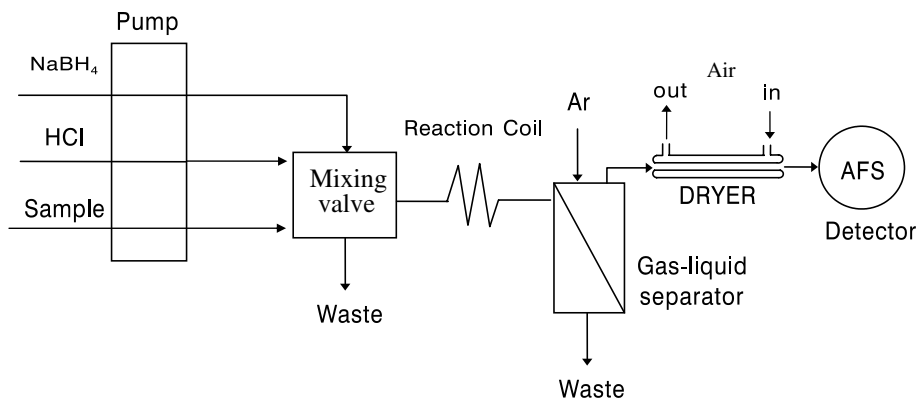 Pump
NaBH₄
HCl
Sample
Mixing
valve
Waste
Reaction Coil
Ar
Gas-liquid
separator
Waste
Air
out
in
DRYER
AFS
Detector